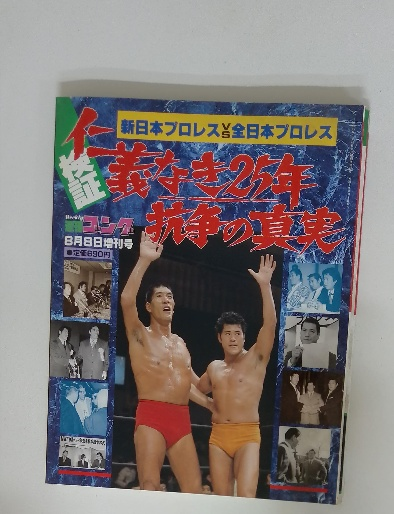 新日本プロレスVS全日本プロレス
検証
仁義なき25年
抗争の真実
週刊ゴング
8月8日増刊号
●定価690円